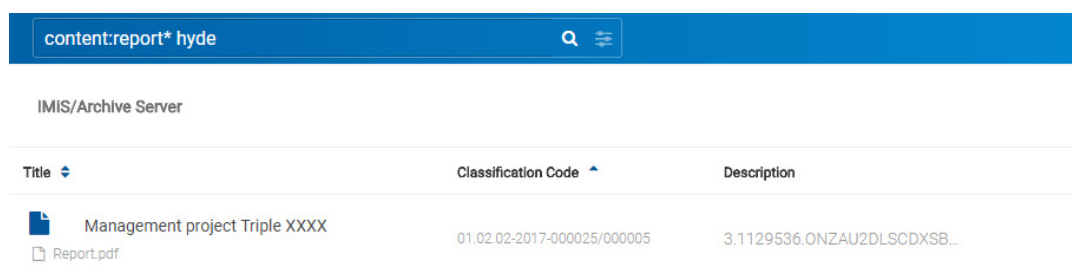 content:report* hyde
IMiS/Archive Server
Title Classification Code Description
Management project Triple XXXX 01.02.02-2017-000025/000005 3.1129536.ONZAU2DLSCDXSB...
Report.pdf